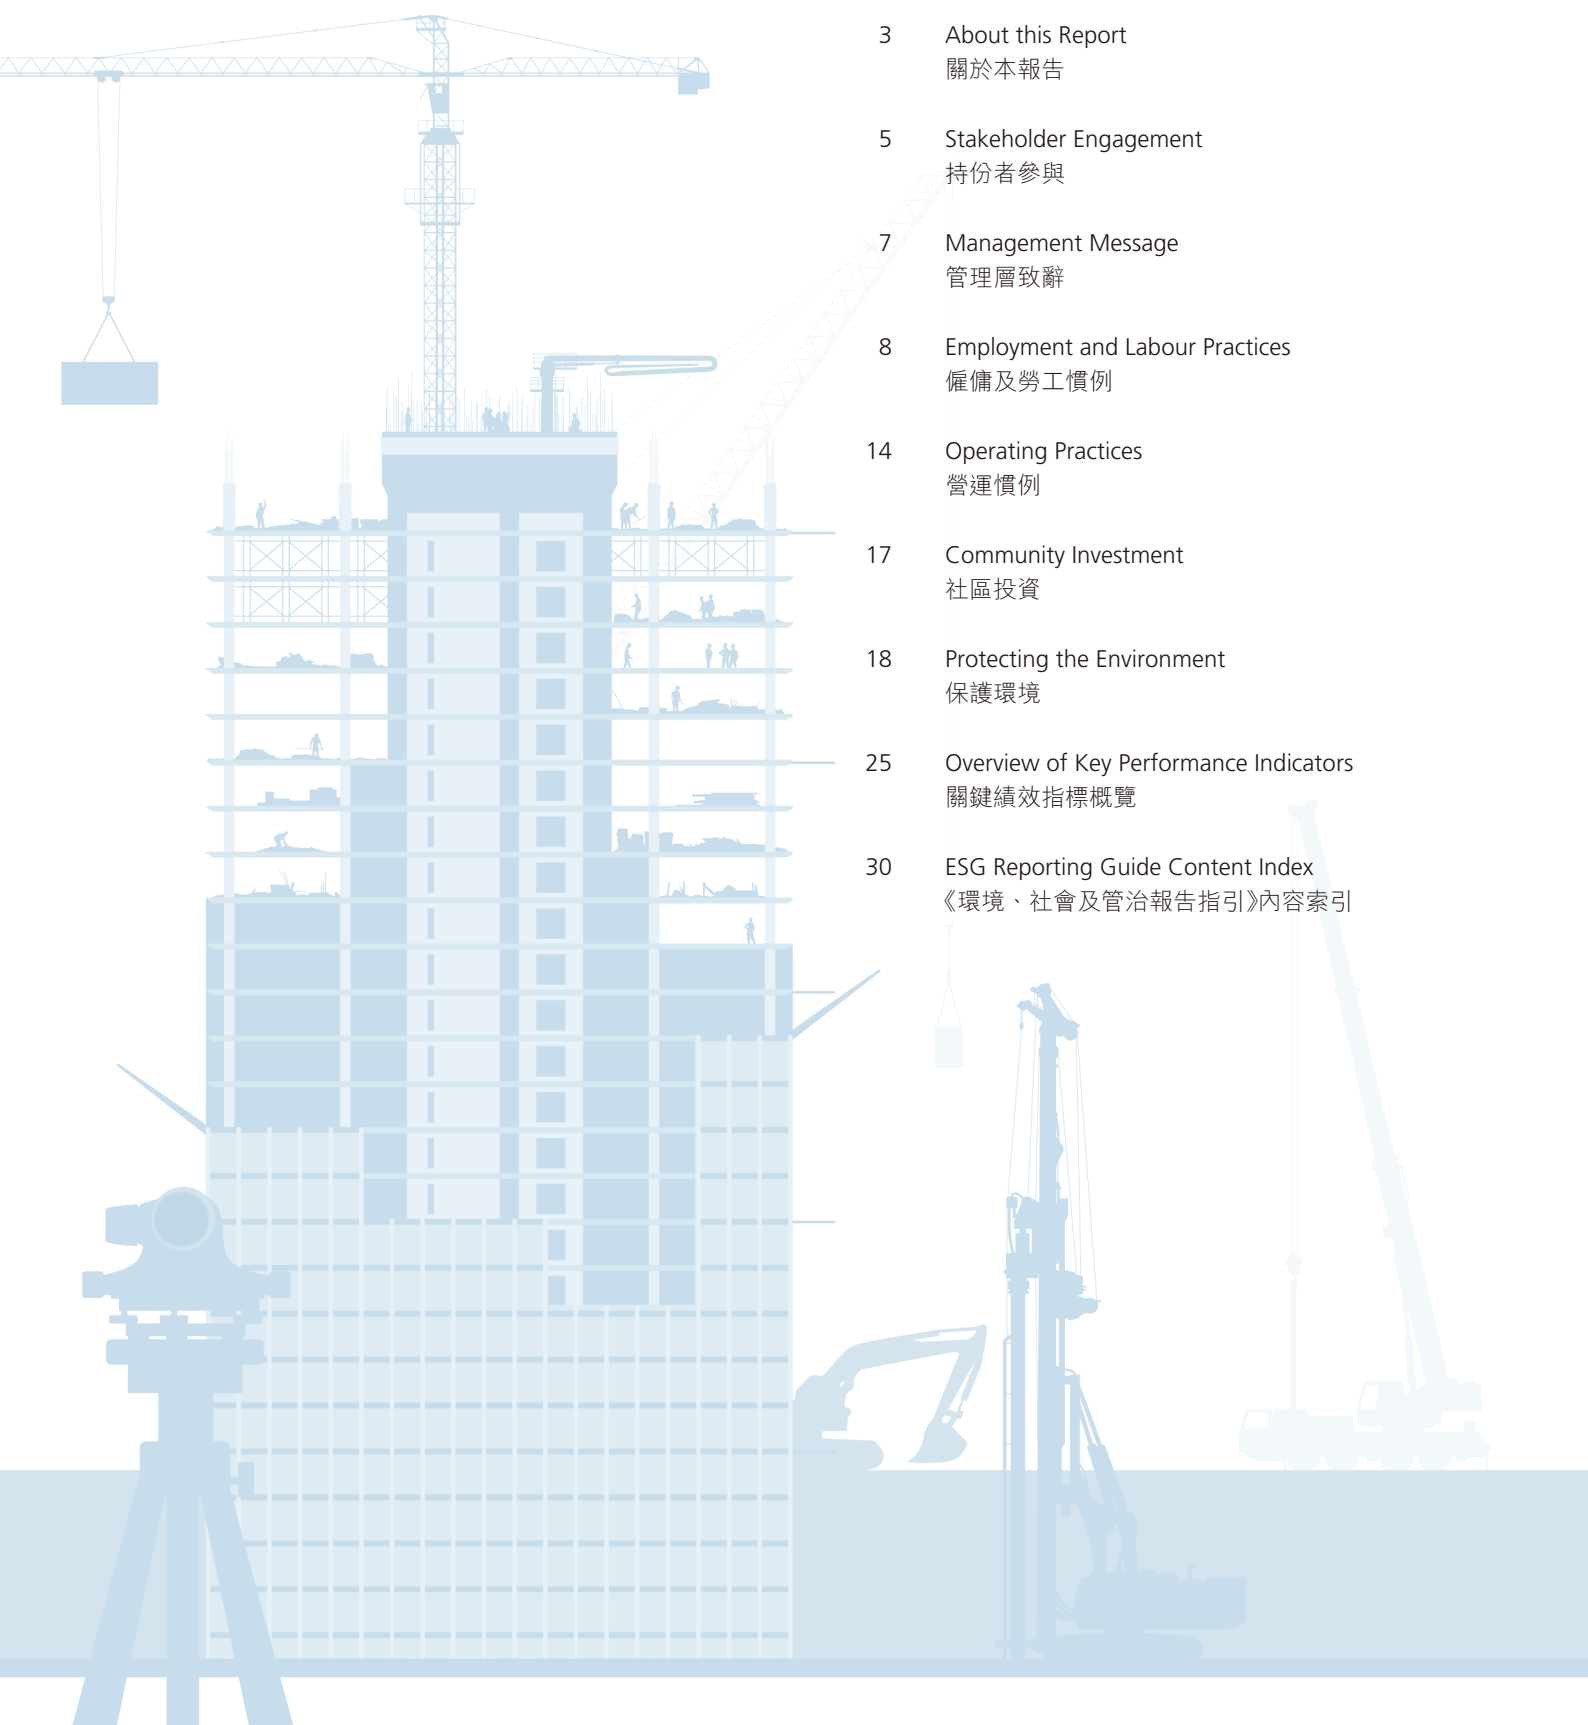 3 About this Report
關於本報告
5 Stakeholder Engagement
持份者參與
7 Management Message
管理層致辭
8 Employment and Labour Practices
僱傭及勞工慣例
14 Operating Practices
營運慣例
17 Community Investment
社區投資
18 Protecting the Environment
保護環境
25 Overview of Key Performance Indicators
關鍵績效指標概覽
30 ESG Reporting Guide Content Index
《環境、社會及管治報告指引》內容索引